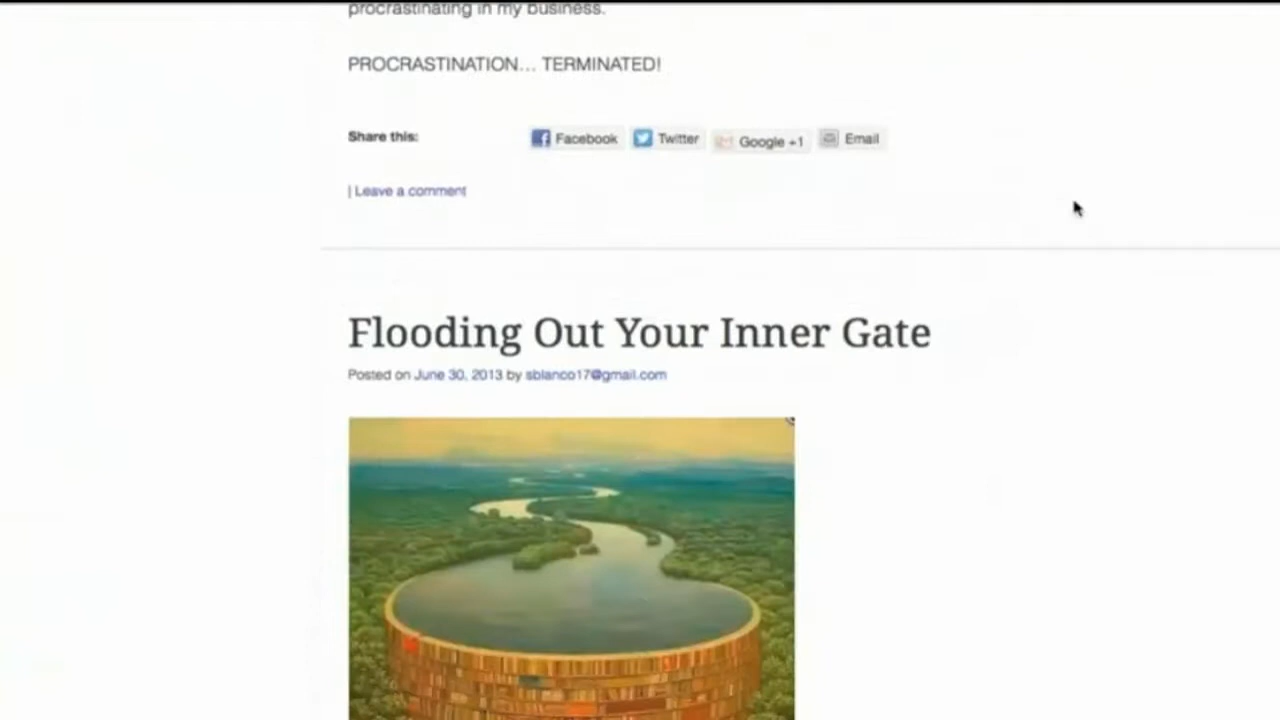 procrastinating in my business.
PROCRASTINATION... TERMINATED!
Share this: Facebook Twitter Google +1 Email
| Leave a comment
Flooding Out Your Inner Gate
Posted on June 30, 2013 by sblanco17@gmail.com